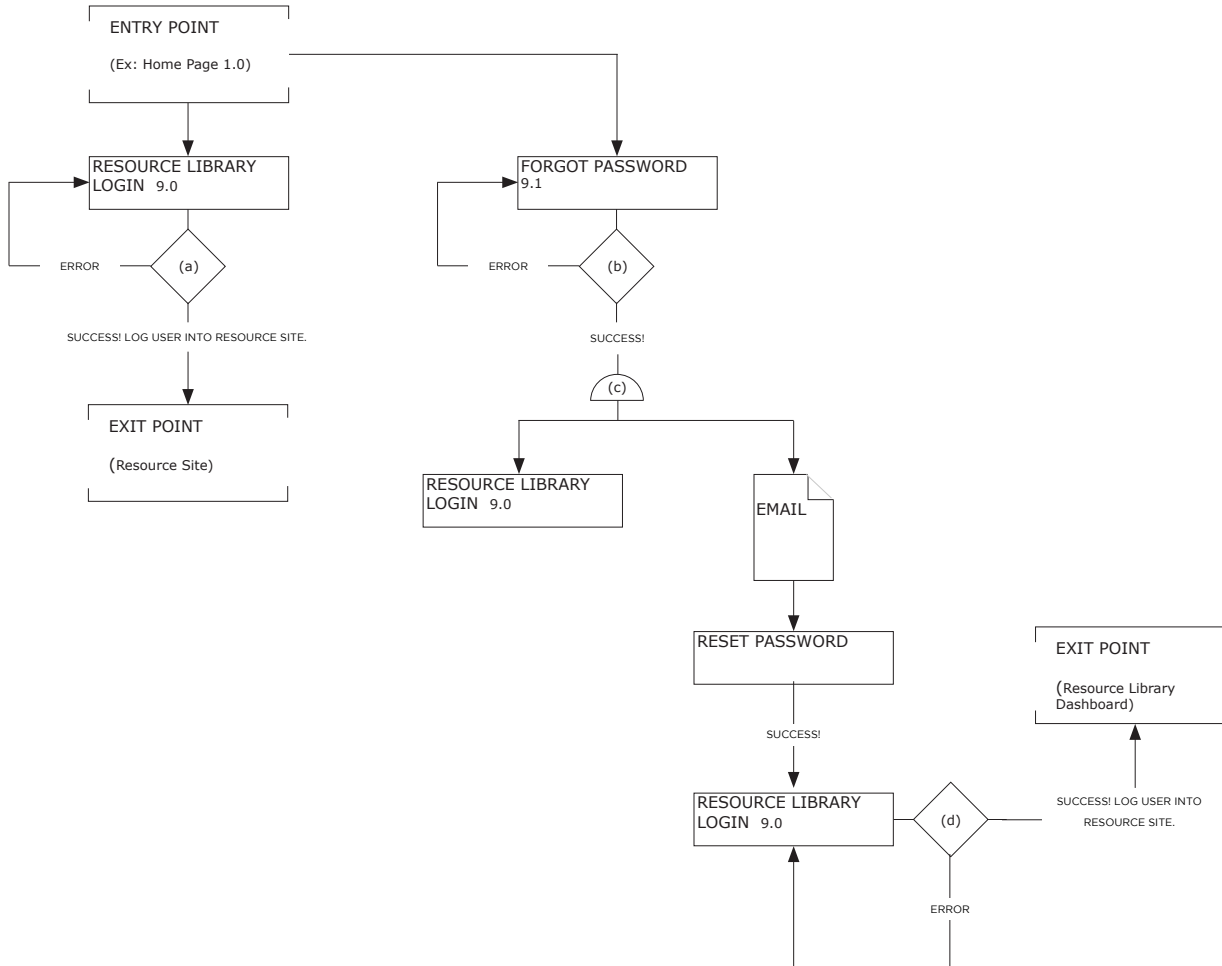 ENTRY POINT
(Ex: Home Page 1.0)
RESOURCE LIBRARY
LOGIN 9.0
FORGOT PASSWORD
9.1
ERROR
(a)
ERROR
(b)
SUCCESS! LOG USER INTO RESOURCE SITE.
SUCCESS!
(c)
EXIT POINT
(Resource Site)
RESOURCE LIBRARY
LOGIN 9.0
EMAIL
RESET PASSWORD
EXIT POINT
(Resource Library
Dashboard)
SUCCESS!
RESOURCE LIBRARY
LOGIN 9.0
(d)
SUCCESS! LOG USER INTO
RESOURCE SITE.
ERROR